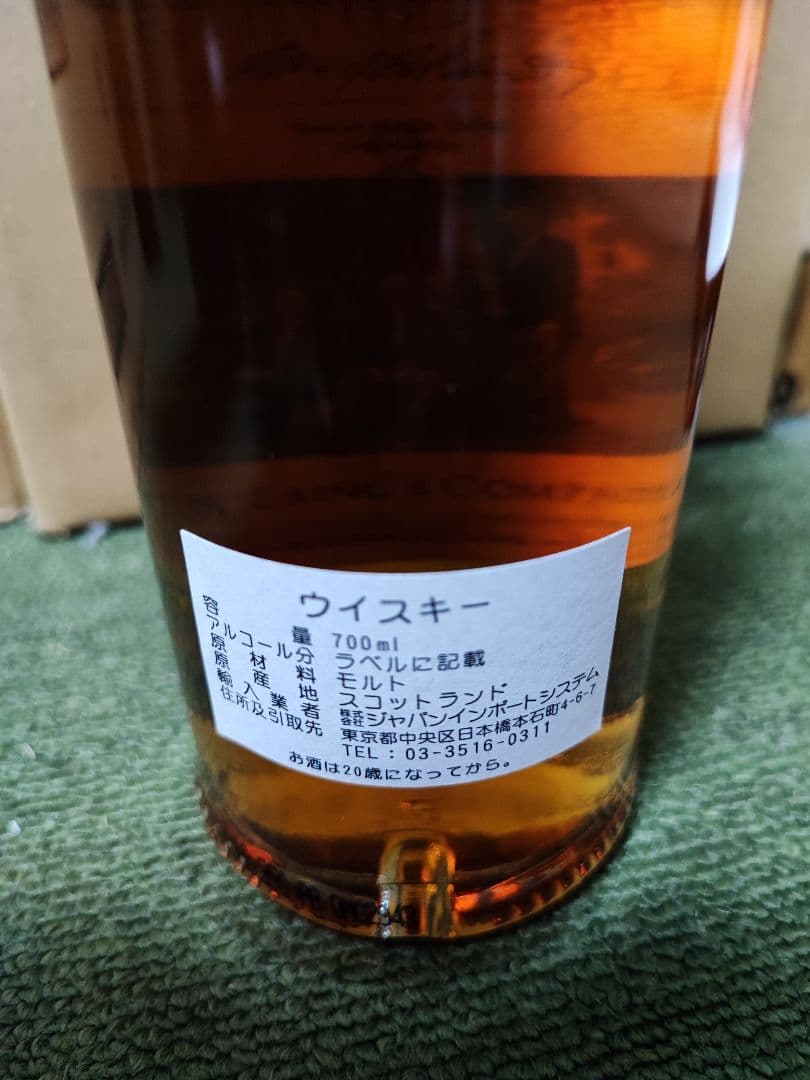 LAING & COMPANY
ウイスキー
容量 700ml
アルコール分 ラベルに記載
原材料 モルト
原産地 スコットランド
輸入業者 株式会社ジャパンインポートシステム
住所及引取先 東京都中央区日本橋本石町4-6-7
TEL：03-3516-0311
お酒は20歳になってから。